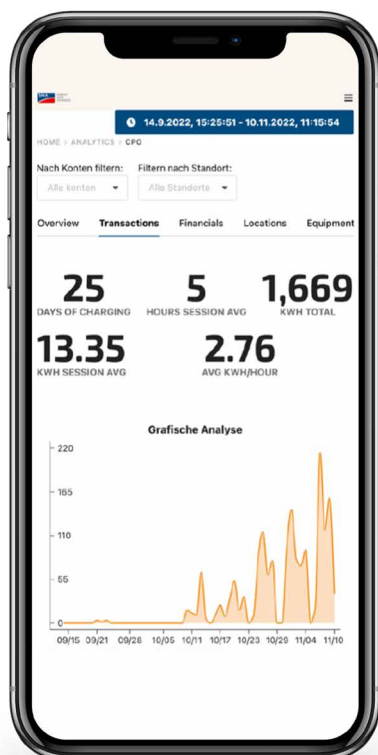 SMA
14.9.2022, 15:25:51 - 10.11.2022, 11:15:54
HOME > ANALYTICS > CPO
Nach Konten filtern: Filtern nach Standort:
Alle konten Alle Standorte
Overview Transactions Financials Locations Equipment
25 5 1,669
DAYS OF CHARGING HOURS SESSION AVG KWH TOTAL
13.35 2.76
KWH SESSION AVG AVG KWH/HOUR
Grafische Analyse
220
165
110
55
0
09/15 09/21 09/28 10/05 10/11 10/17 10/23 10/29 11/04 11/10